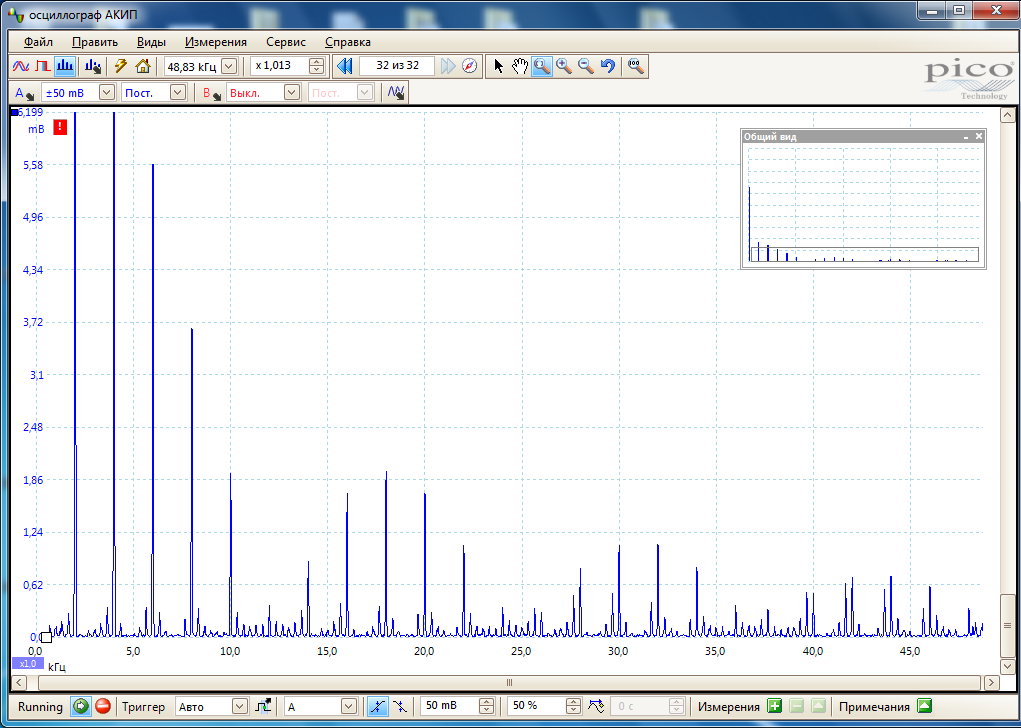 осциллограф АКИП
Файл Править Виды Измерения Сервис Справка
48,83 кГц x 1,013 32 из 32
pico
Technology
A ±50 mВ Пост. B Выкл. Пост.
6,199
mВ
!
Общий вид
5,58
4,96
4,34
3,72
3,1
2,48
1,86
1,24
0,62
0,0
0,0 5,0 10,0 15,0 20,0 25,0 30,0 35,0 40,0 45,0
x1,0 кГц
Running Триггер Авто A 50 mВ 50 % 0 с Измерения Примечания